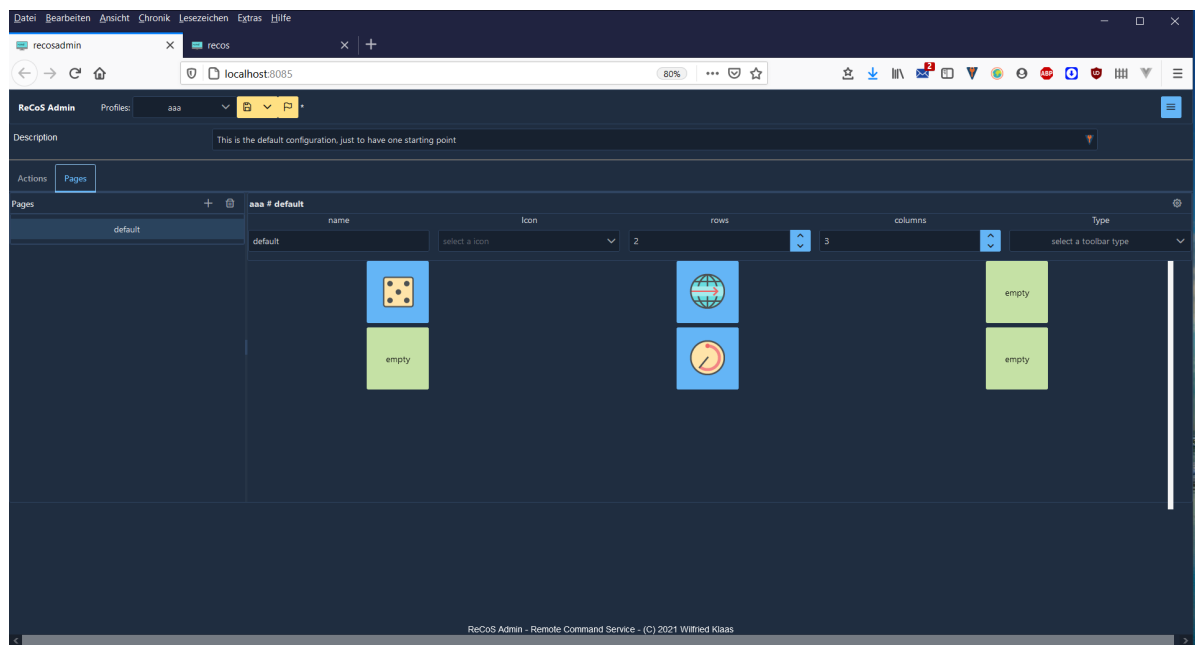 Datei Bearbeiten Ansicht Chronik Lesezeichen Extras Hilfe
recosadmin
recos
localhost:8085
80%
2
ABP
ReCoS Admin
Profiles:
aaa
*
Description
This is the default configuration, just to have one starting point
Actions
Pages
Pages
aaa # default
default
name
Icon
rows
columns
Type
default
select a icon
2
3
select a toolbar type
empty
empty
empty
ReCoS Admin - Remote Command Service - (C) 2021 Wilfried Klaas